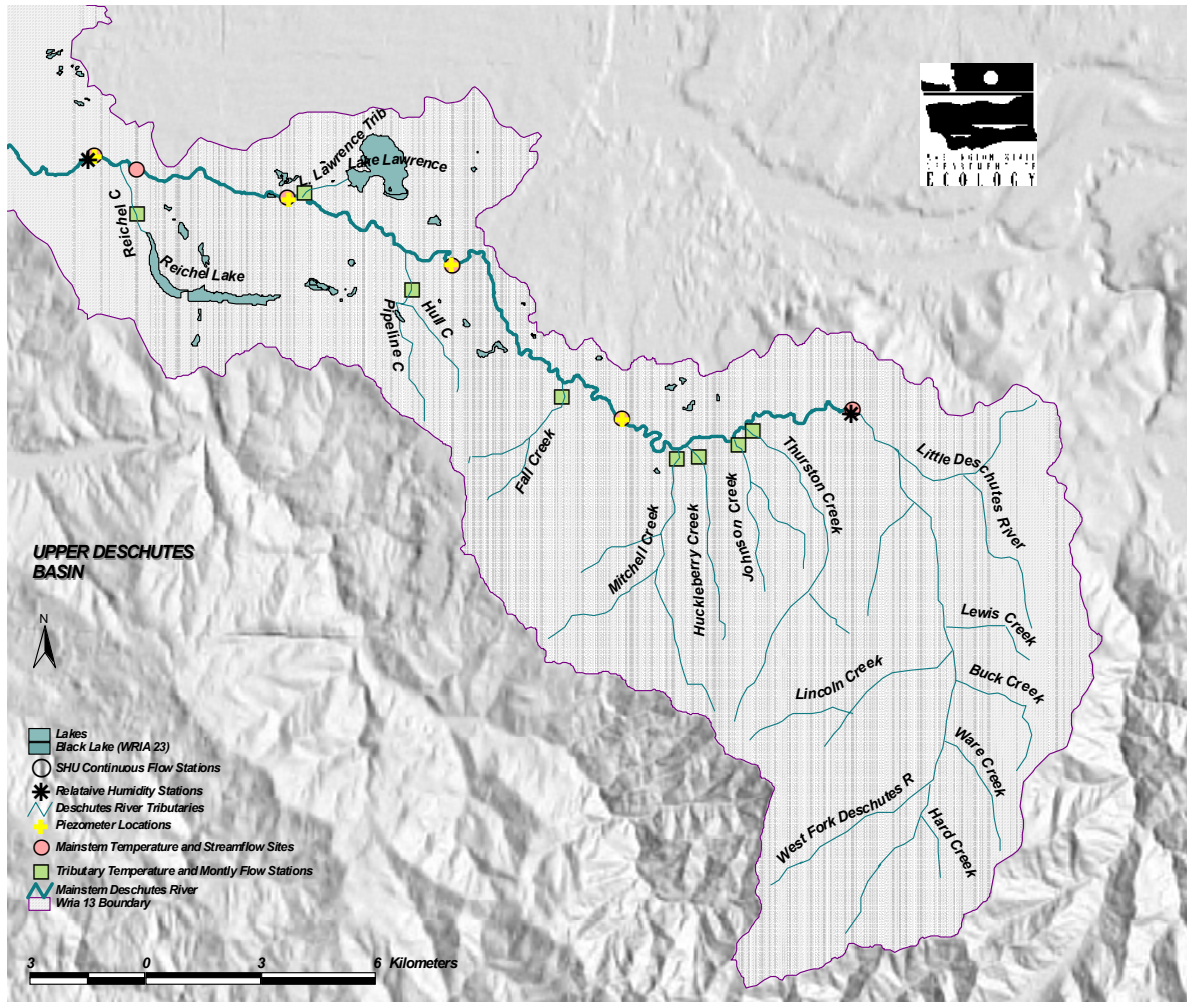 L. Lawrence Trib
Lake Lawrence
Reichel C
Reichel Lake
Pipeline C
Hull C
Fall Creek
Mitchell Creek
Huckleberry Creek
Johnson Creek
Thurston Creek
Little Deschutes River
Lewis Creek
Buck Creek
Lincoln Creek
Ware Creek
West Fork Deschutes R
Hard Creek
ECOLOGY
UPPER DESCHUTES
BASIN
N
Lakes
Black Lake (WRIA 23)
SHU Continuous Flow Stations
Relataive Humidity Stations
Deschutes River Tributaries
Piezometer Locations
Mainstem Temperature and Streamflow Sites
Tributary Temperature and Montly Flow Stations
Mainstem Deschutes River
Wria 13 Boundary
3 0 3 6 Kilometers